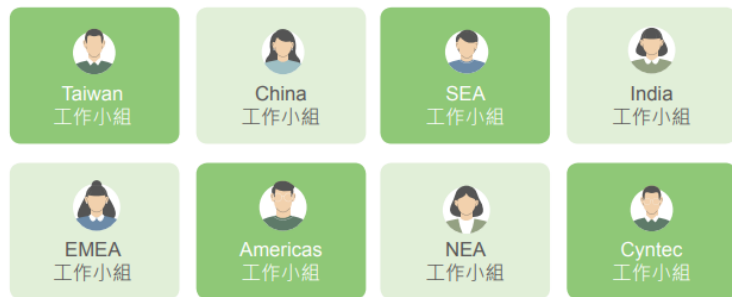 Taiwan
工作小組
China
工作小組
SEA
工作小組
India
工作小組
EMEA
工作小組
Americas
工作小組
NEA
工作小組
Cyntec
工作小組